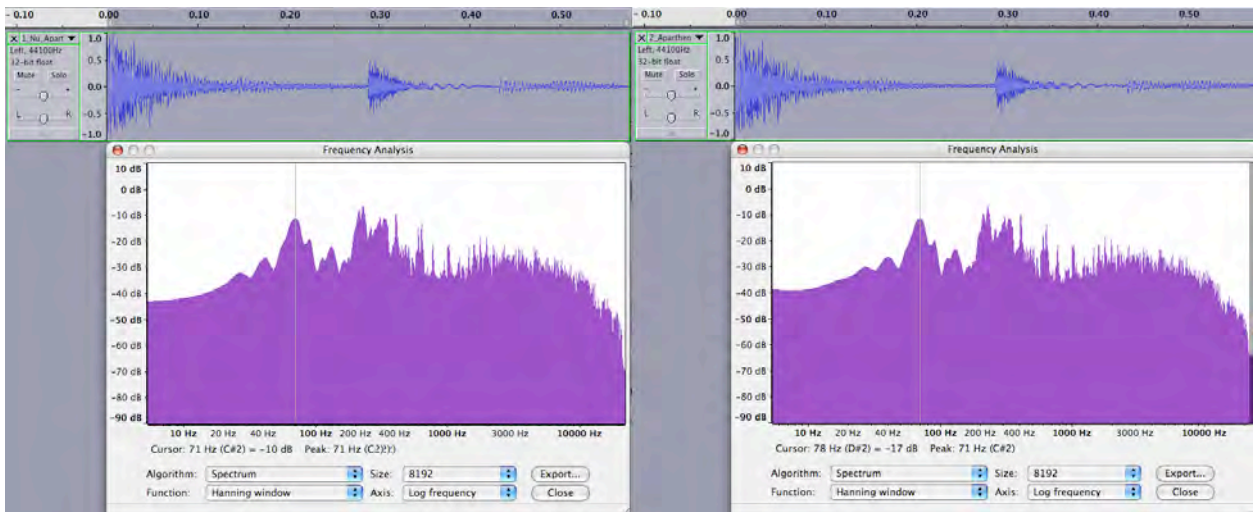 - 0.10 0.00 0.10 0.20 0.30 0.40 0.50
X 1_Nu_Apart
Left, 44100Hz
32-bit float
Mute Solo
- +
L R
1.0
0.5
0.0
-0.5
-1.0
Frequency Analysis
10 dB
0 dB
-10 dB
-20 dB
-30 dB
-40 dB
-50 dB
-60 dB
-70 dB
-80 dB
-90 dB
10 Hz 20 Hz 40 Hz 100 Hz 200 Hz 400 Hz 1000 Hz 3000 Hz 10000 Hz
Cursor: 71 Hz (C#2) = -10 dB Peak: 71 Hz
Algorithm: Spectrum Size: 8192 Export...
Function: Hanning window Axis: Log frequency Close
- 0.10 0.00 0.10 0.20 0.30 0.40 0.50
X 2_Aparthen
Left, 44100Hz
32-bit float
Mute Solo
- +
L R
1.0
0.5
0.0
-0.5
-1.0
Frequency Analysis
10 dB
0 dB
-10 dB
-20 dB
-30 dB
-40 dB
-50 dB
-60 dB
-70 dB
-80 dB
-90 dB
10 Hz 20 Hz 40 Hz 100 Hz 200 Hz 400 Hz 1000 Hz 3000 Hz 10000 Hz
Cursor: 78 Hz (D#2) = -17 dB Peak: 71 Hz (C#2)
Algorithm: Spectrum Size: 8192 Export...
Function: Hanning window Axis: Log frequency Close